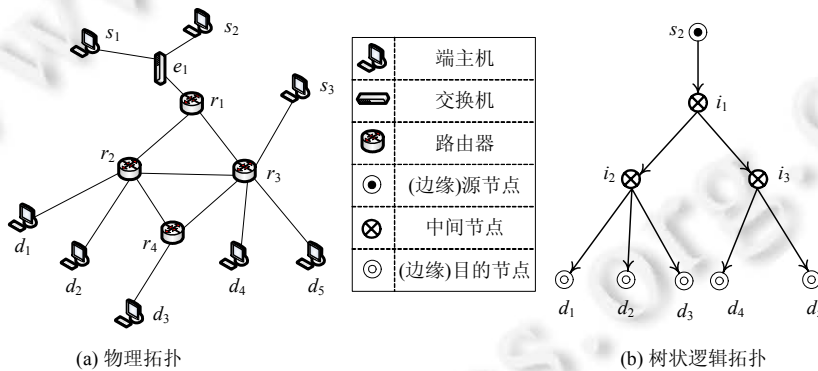 s1
s2
e1
s3
r1
r2
r3
r4
d1
d2
d3
d4
d5
(a) 物理拓扑
端主机
交换机
路由器
(边缘)源节点
中间节点
(边缘)目的节点
s2
i1
i2
i3
d1
d2
d3
d4
(b) 树状逻辑拓扑